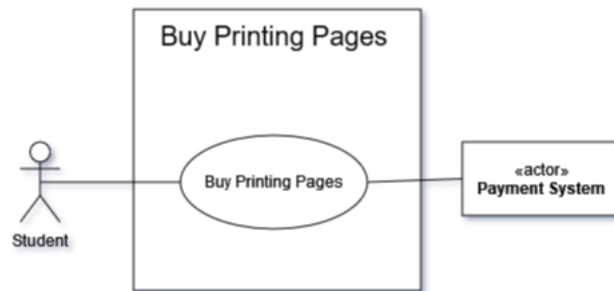 Buy Printing Pages
Buy Printing Pages
«actor»
Payment System
Student